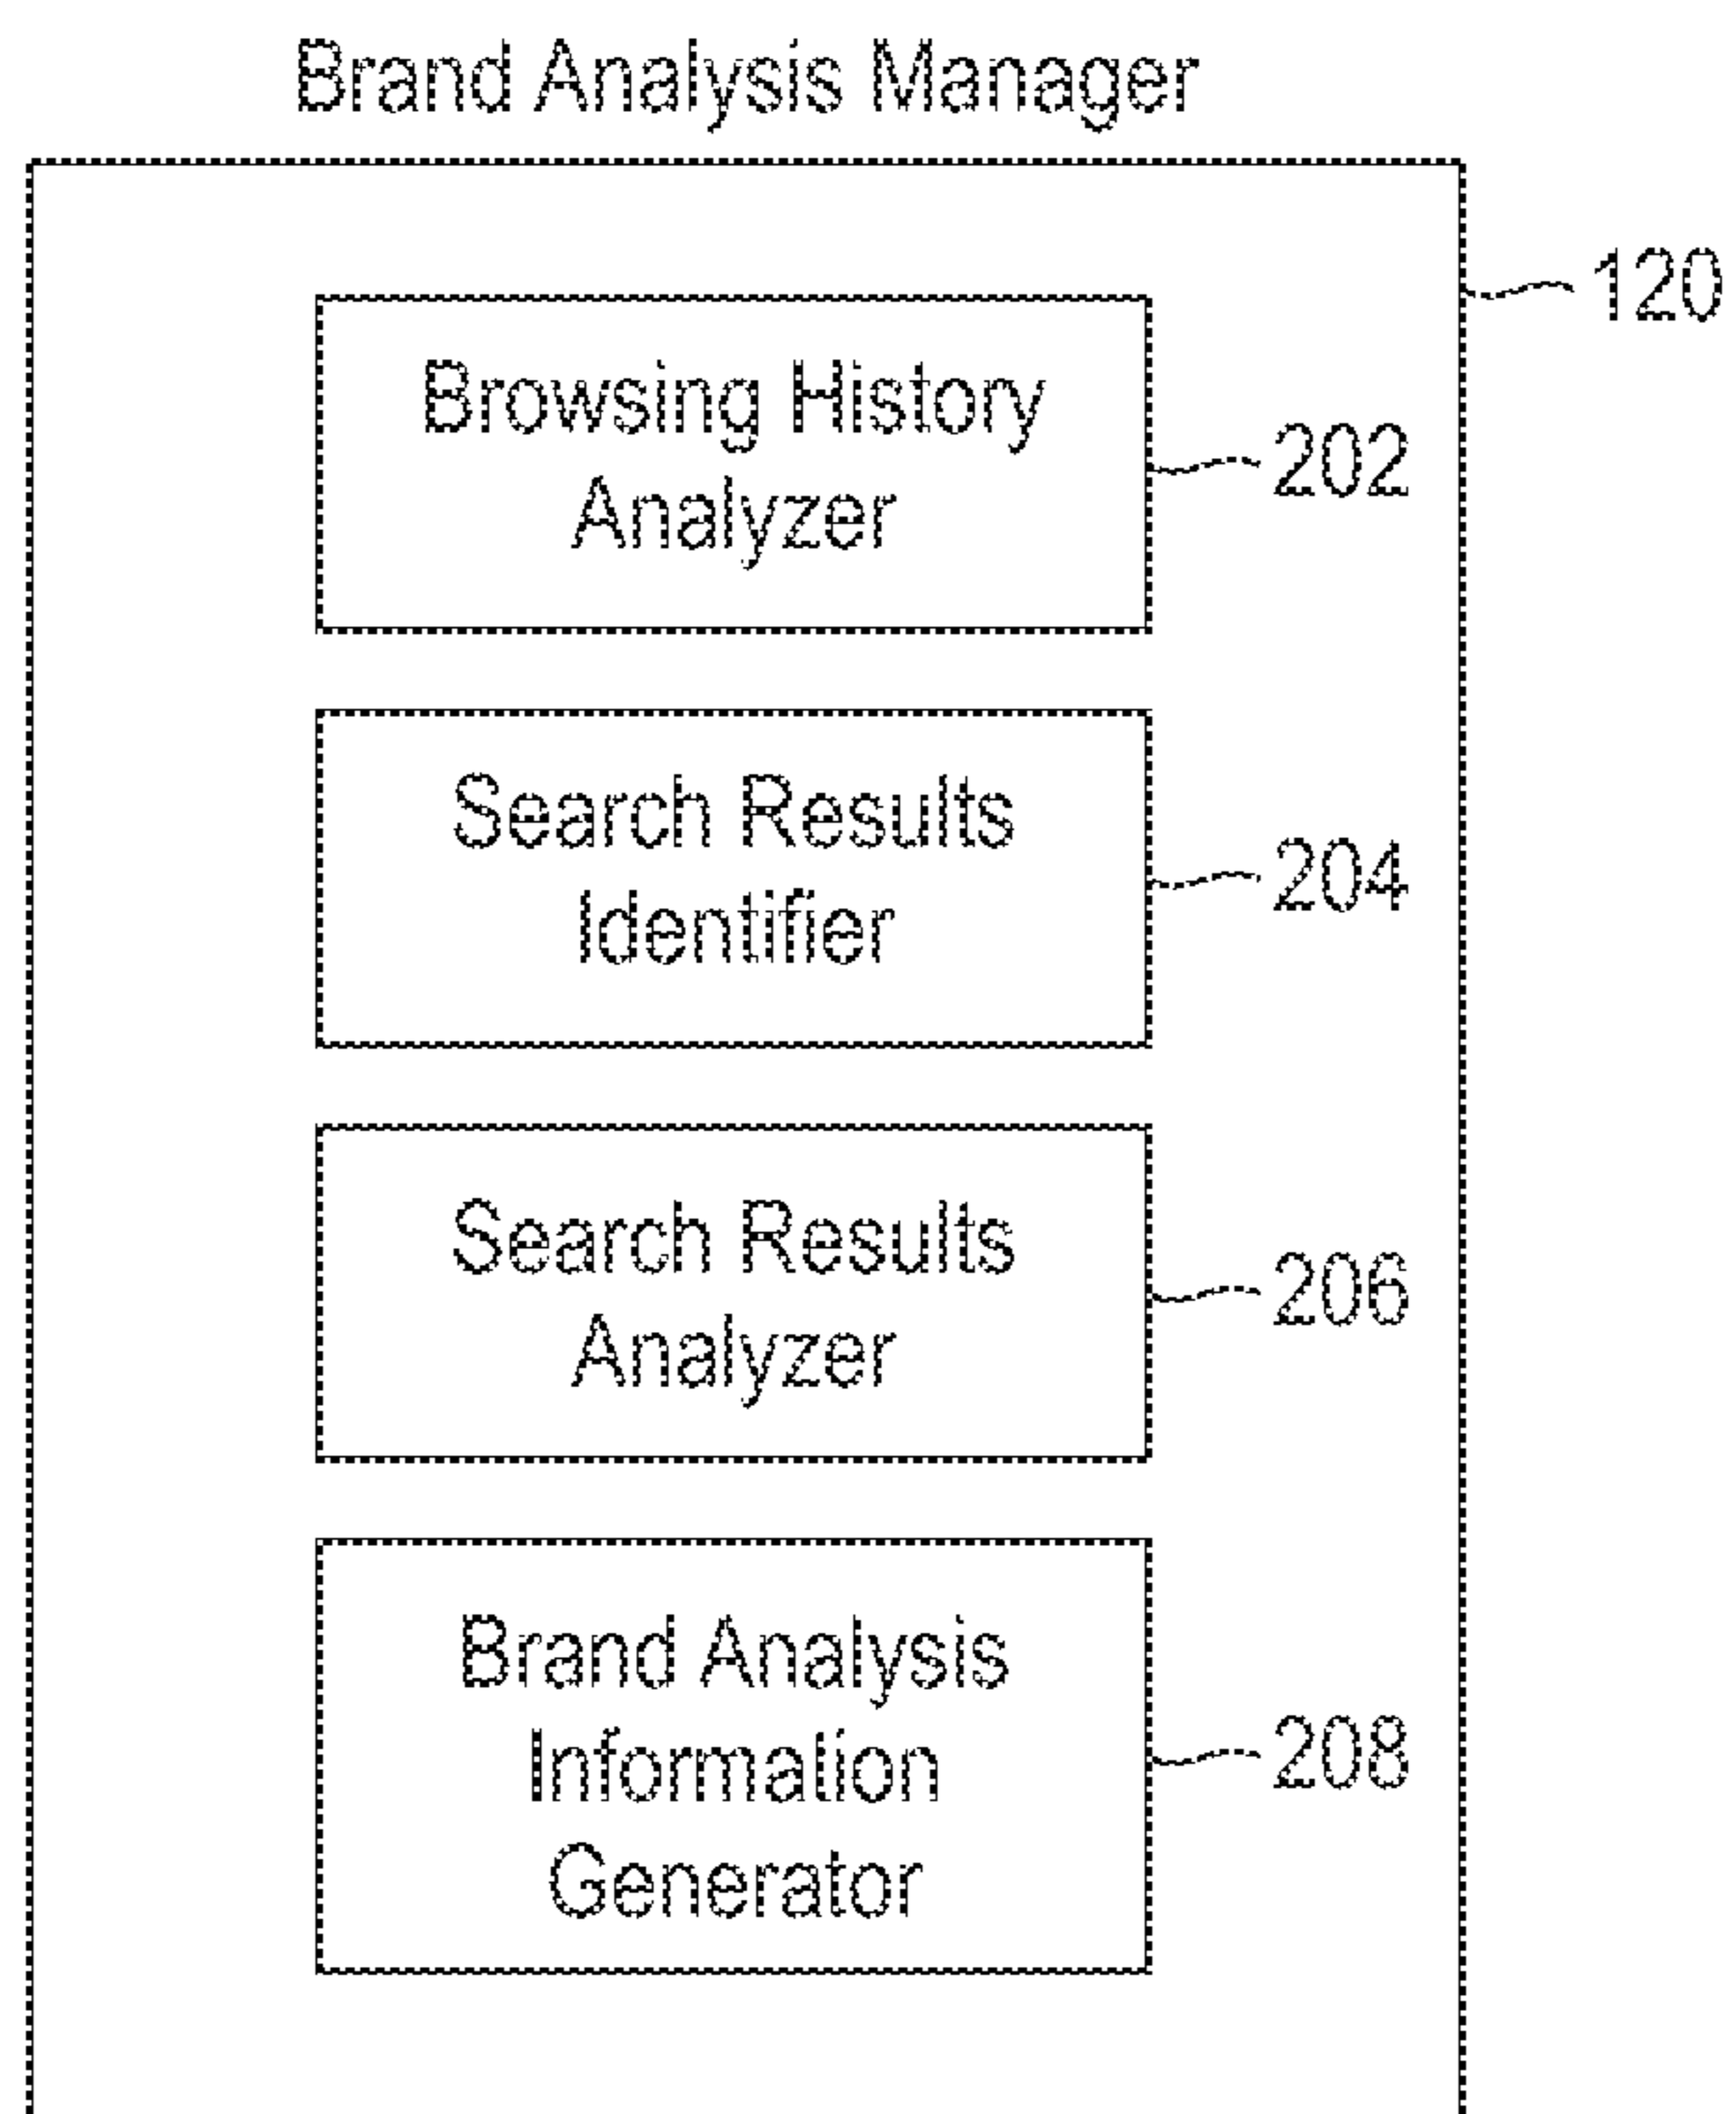 Brand Analysis Manager
120
Browsing History
Analyzer
202
Search Results
Identifier
204
Search Results
Analyzer
206
Brand Analysis
Information
Generator
208